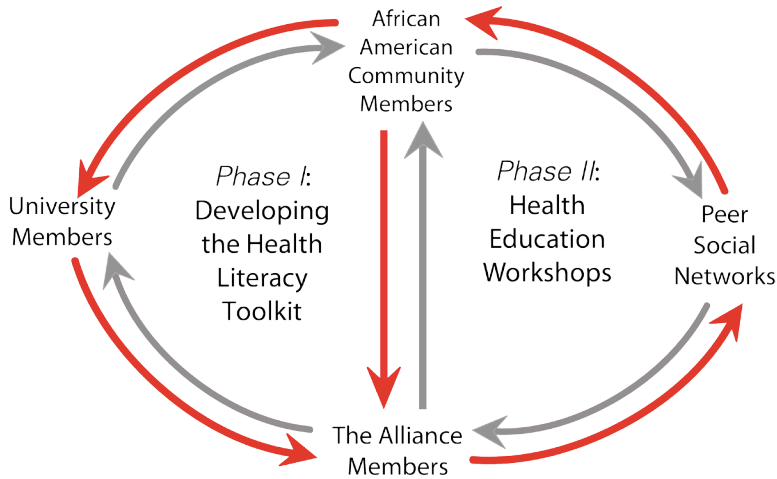 African
American
Community
Members
Phase I:
Developing
the Health
Literacy
Toolkit
Phase II:
Health
Education
Workshops
University
Members
Peer
Social
Networks
The Alliance
Members